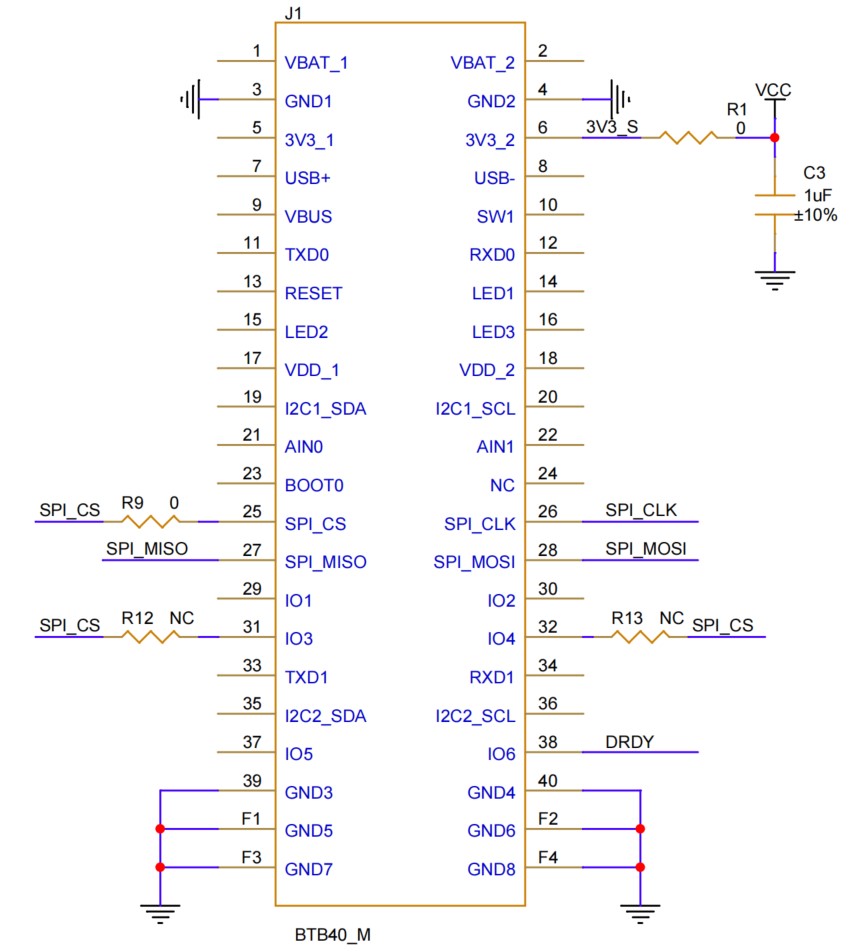 J1
1 VBAT_1 VBAT_2 2
3 GND1 GND2 4
VCC
R1
5 3V3_1 3V3_2 6 3V3_S 0
7 USB+ USB- 8
C3
1uF
±10%
9 VBUS SW1 10
11 TXD0 RXD0 12
13 RESET LED1 14
15 LED2 LED3 16
17 VDD_1 VDD_2 18
19 I2C1_SDA I2C1_SCL 20
21 AIN0 AIN1 22
23 BOOT0 NC 24
SPI_CS R9 0 25 SPI_CS SPI_CLK 26 SPI_CLK
SPI_MISO 27 SPI_MISO SPI_MOSI 28 SPI_MOSI
29 IO1 IO2 30
SPI_CS R12 NC 31 IO3 IO4 32 R13 NC SPI_CS
33 TXD1 RXD1 34
35 I2C2_SDA I2C2_SCL 36
37 IO5 IO6 38 DRDY
39 GND3 GND4 40
F1 GND5 GND6 F2
F3 GND7 GND8 F4
BTB40_M